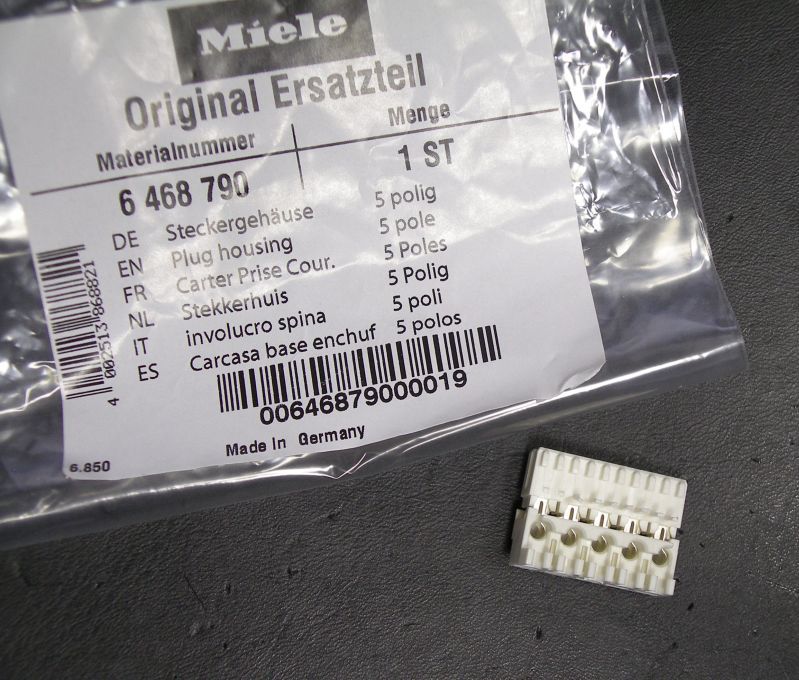 Miele
Original Ersatzteil
Materialnummer Menge
6 468 790 1 ST
DE Steckergehäuse 5 polig
EN Plug housing 5 pole
FR Carter Prise Cour. 5 Poles
NL Stekkerhuis 5 Polig
IT involucro spina 5 poli
ES Carcasa base enchuf 5 polos
4 002513 868821
00646879000019
Made in Germany
6.850